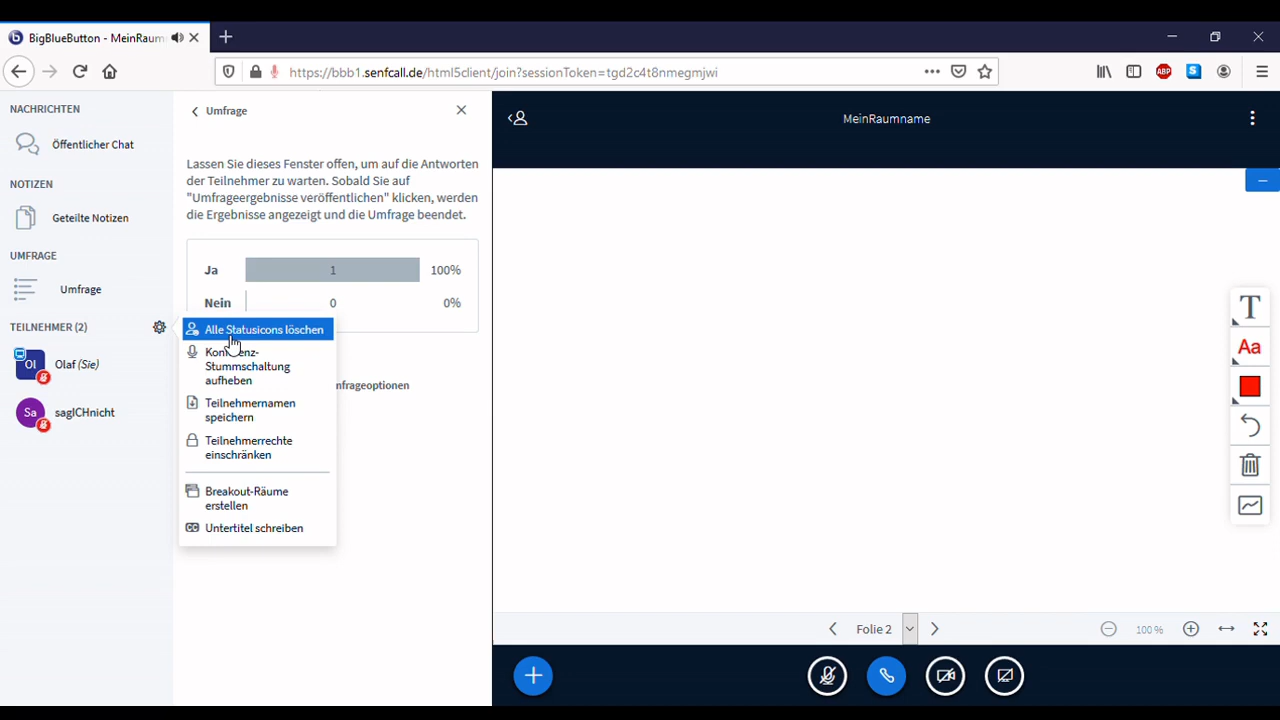 BigBlueButton - MeinRaum
https://bbb1.senfcall.de/html5client/join?sessionToken=tgd2c4t8nmegmjwi
ABP
S
NACHRICHTEN
Öffentlicher Chat
NOTIZEN
Geteilte Notizen
UMFRAGE
Umfrage
TEILNEHMER (2)
Ol
Olaf (Sie)
Sa
sagICHnicht
Umfrage
Lassen Sie dieses Fenster offen, um auf die Antworten
der Teilnehmer zu warten. Sobald Sie auf
"Umfrageergebnisse veröffentlichen" klicken, werden
die Ergebnisse angezeigt und die Umfrage beendet.
Ja 1 100%
Nein 0 0%
Alle Statusicons löschen
Konferenz-
Stummschaltung
aufheben
nfrageoptionen
Teilnehmernamen
speichern
Teilnehmerrechte
einschränken
Breakout-Räume
erstellen
CC Untertitel schreiben
MeinRaumname
T
Aa
Folie 2
100 %